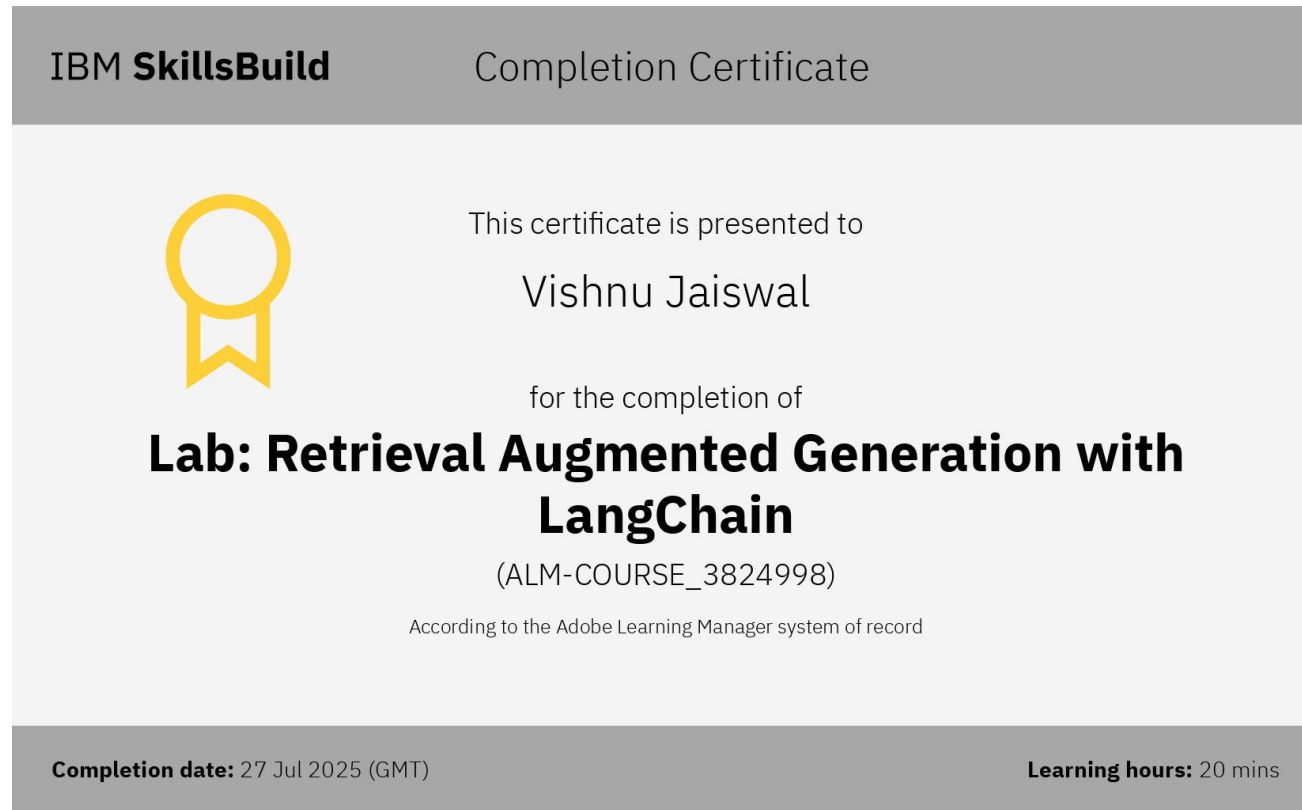 IBM SkillsBuild
Completion Certificate
This certificate is presented to
Vishnu Jaiswal
for the completion of
Lab: Retrieval Augmented Generation with
LangChain
(ALM-COURSE_3824998)
According to the Adobe Learning Manager system of record
Completion date: 27 Jul 2025 (GMT)
Learning hours: 20 mins